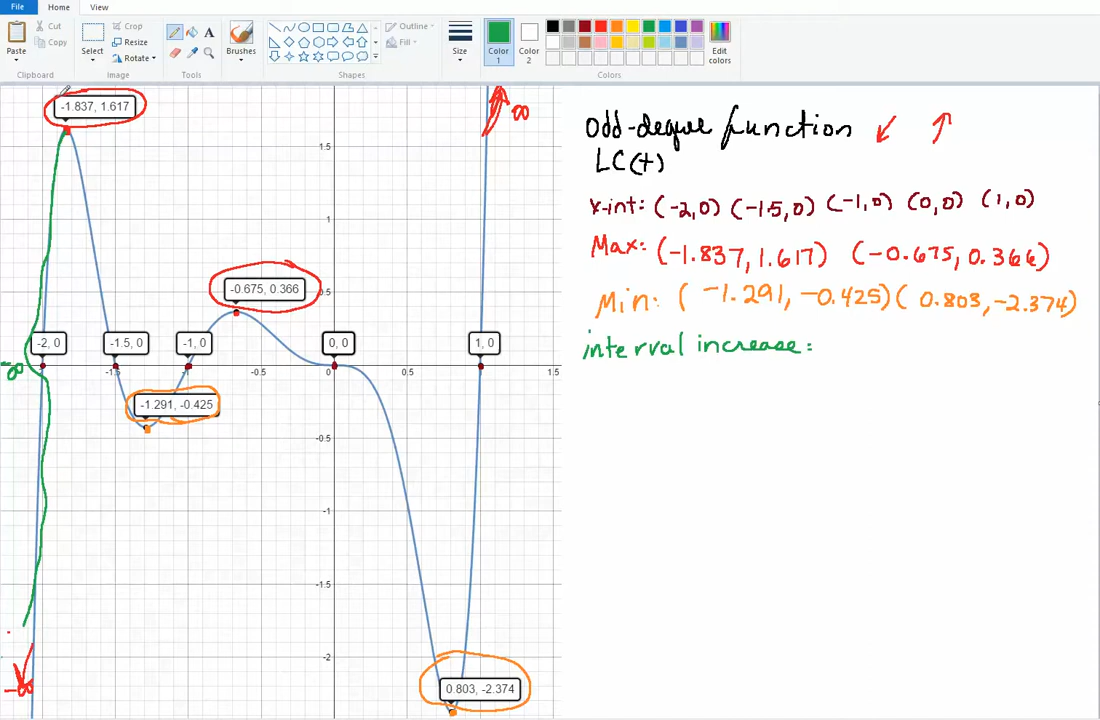 File Home View
Cut
Copy
Paste
Clipboard
Select
Crop
Resize
Rotate
Image
A
Tools
Brushes
Outline
Fill
Shapes
Size
Color 1
Color 2
Edit colors
Colors
-1.837, 1.617
∞
1.5
1
-0.675, 0.366
0.5
-2, 0
-1.5, 0
-1, 0
0, 0
1, 0
-∞
-1.5
-1
-0.5
0
0.5
1
1.5
-1.291, -0.425
-0.5
-1
-1.5
-2
0.803, -2.374
-∞
Odd-degree function ↙ ↗
LC(+)
x-int: (-2,0) (-1.5,0) (-1,0) (0,0) (1,0)
Max: (-1.837, 1.617) (-0.675, 0.366)
Min: (-1.291, -0.425) (0.803, -2.374)
interval increase: